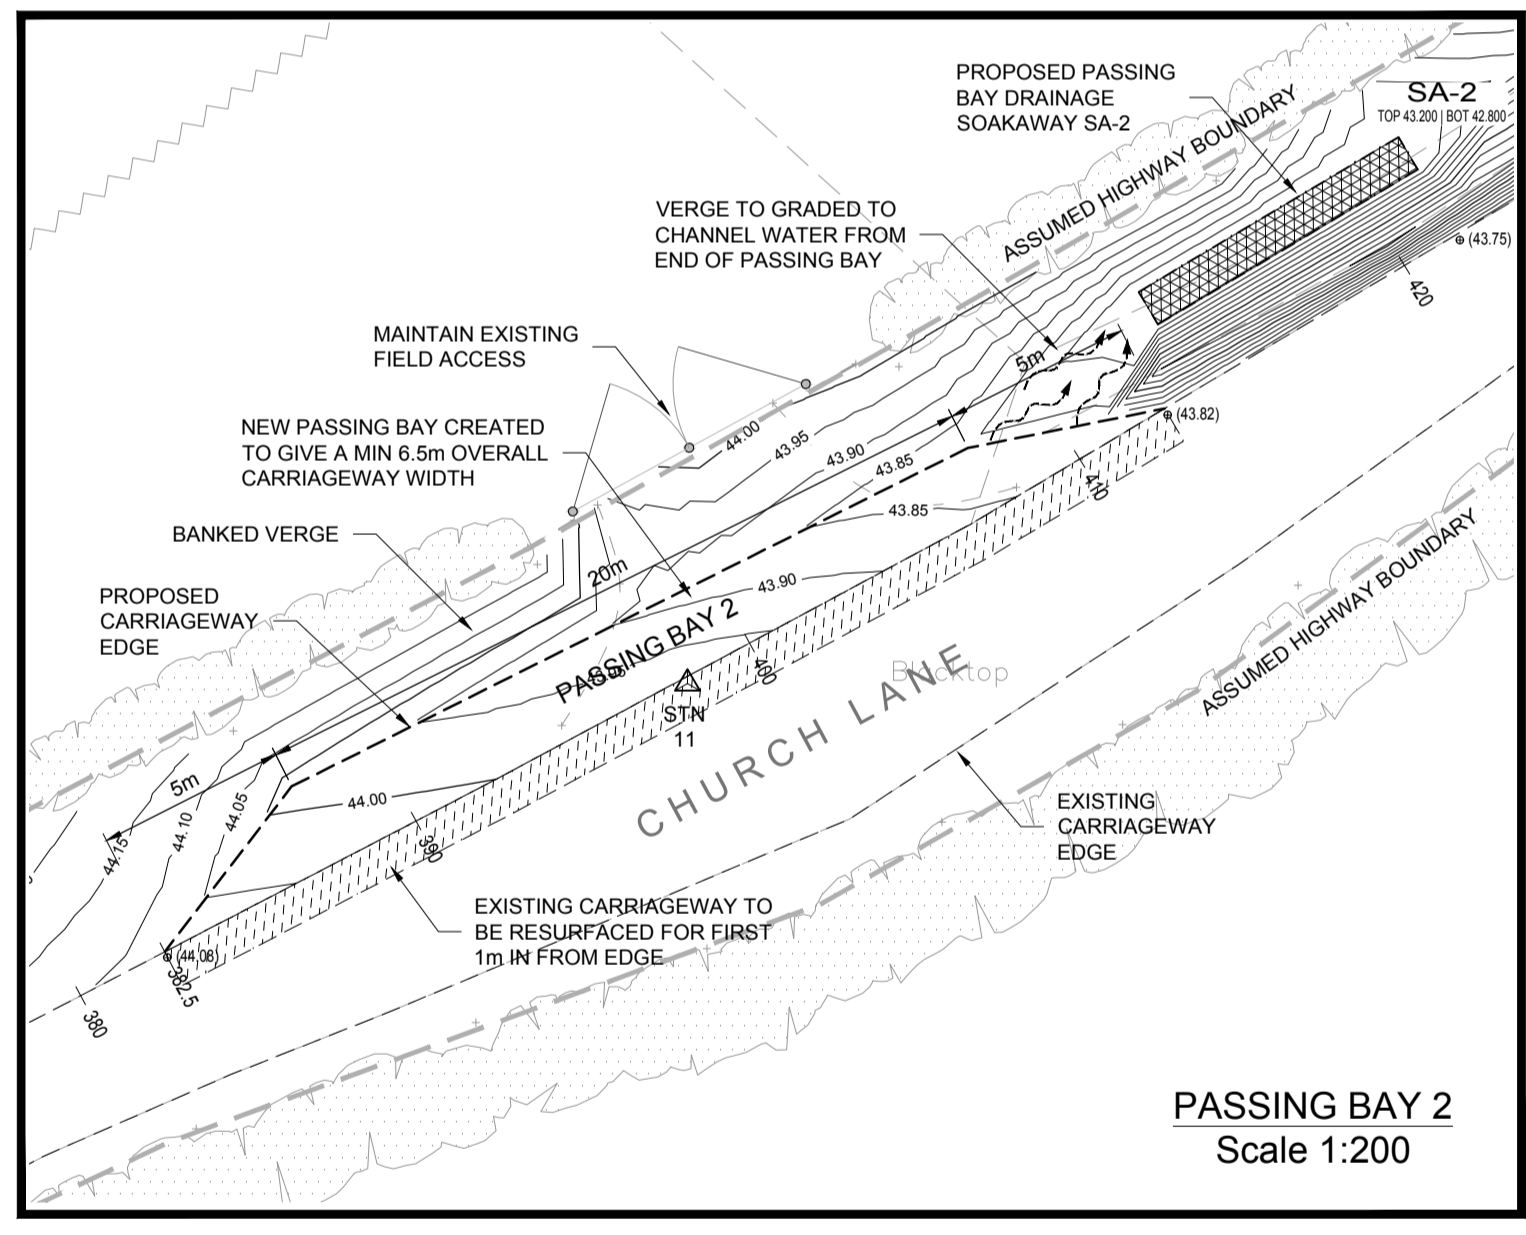 PROPOSED PASSING
BAY DRAINAGE
SOAKAWAY SA-2
SA-2
TOP 43.200 | BOT 42.800
ASSUMED HIGHWAY BOUNDARY
VERGE TO GRADED TO
CHANNEL WATER FROM
END OF PASSING BAY
(43.75)
420
MAINTAIN EXISTING
FIELD ACCESS
5m
(43.82)
NEW PASSING BAY CREATED
TO GIVE A MIN 6.5m OVERALL
CARRIAGEWAY WIDTH
44.00
43.95
43.90
43.85
43.85
410
BANKED VERGE
20m
43.90
PROPOSED
CARRIAGEWAY
EDGE
PASSING BAY 2
400
STN
11
Blacktop
CHURCH LANE
ASSUMED HIGHWAY BOUNDARY
5m
44.15
44.10
44.05
44.00
390
EXISTING
CARRIAGEWAY
EDGE
EXISTING CARRIAGEWAY TO
BE RESURFACED FOR FIRST
1m IN FROM EDGE
(44.08)
382.5
380
PASSING BAY 2
Scale 1:200